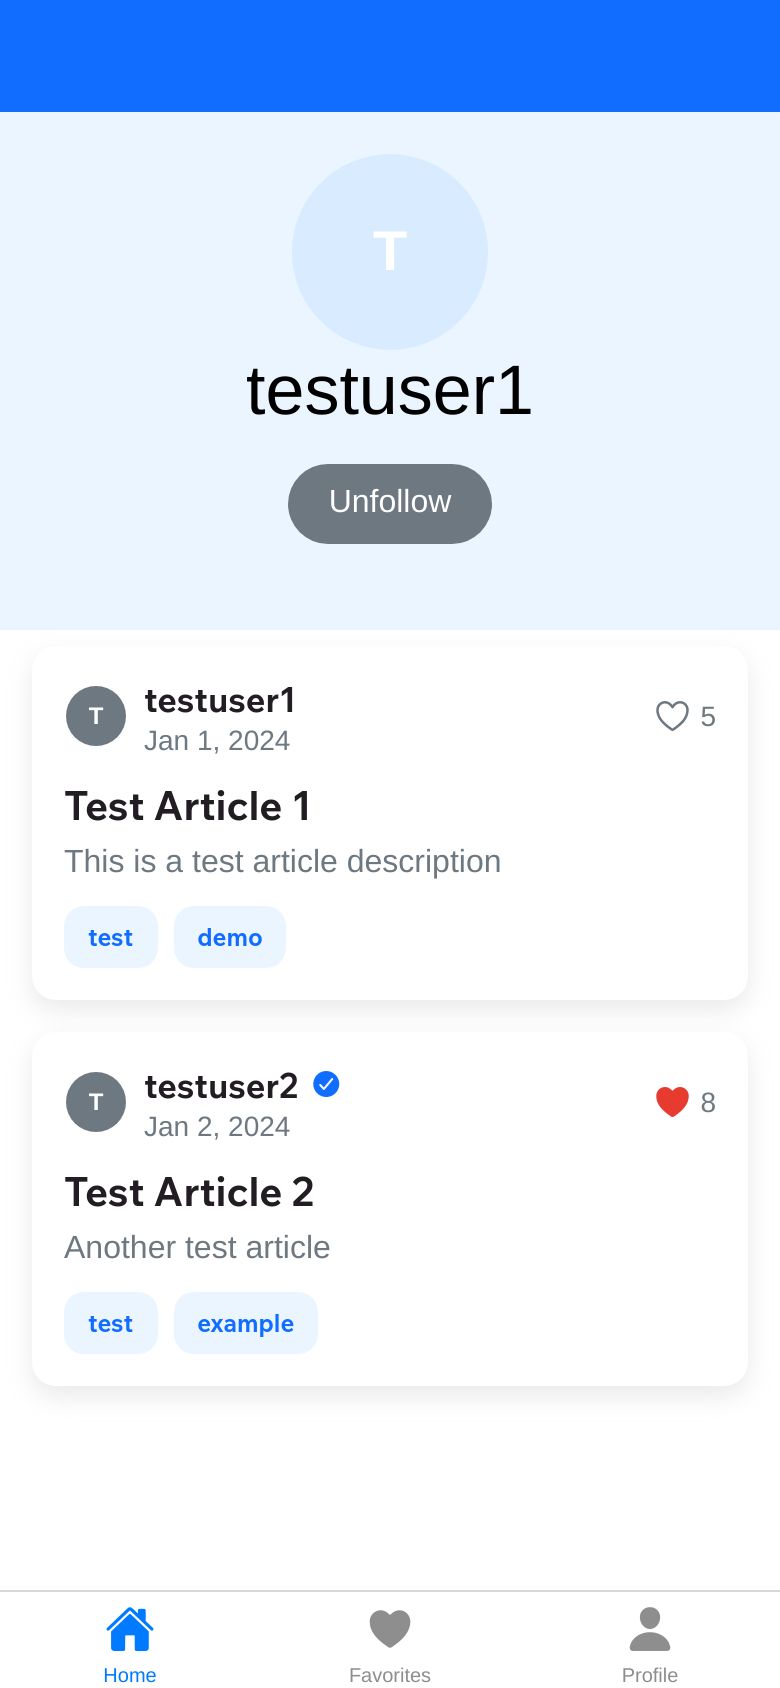 T
testuser1
Unfollow
T
testuser1
Jan 1, 2024
5
Test Article 1
This is a test article description
test
demo
T
testuser2
Jan 2, 2024
8
Test Article 2
Another test article
test
example
Home
Favorites
Profile